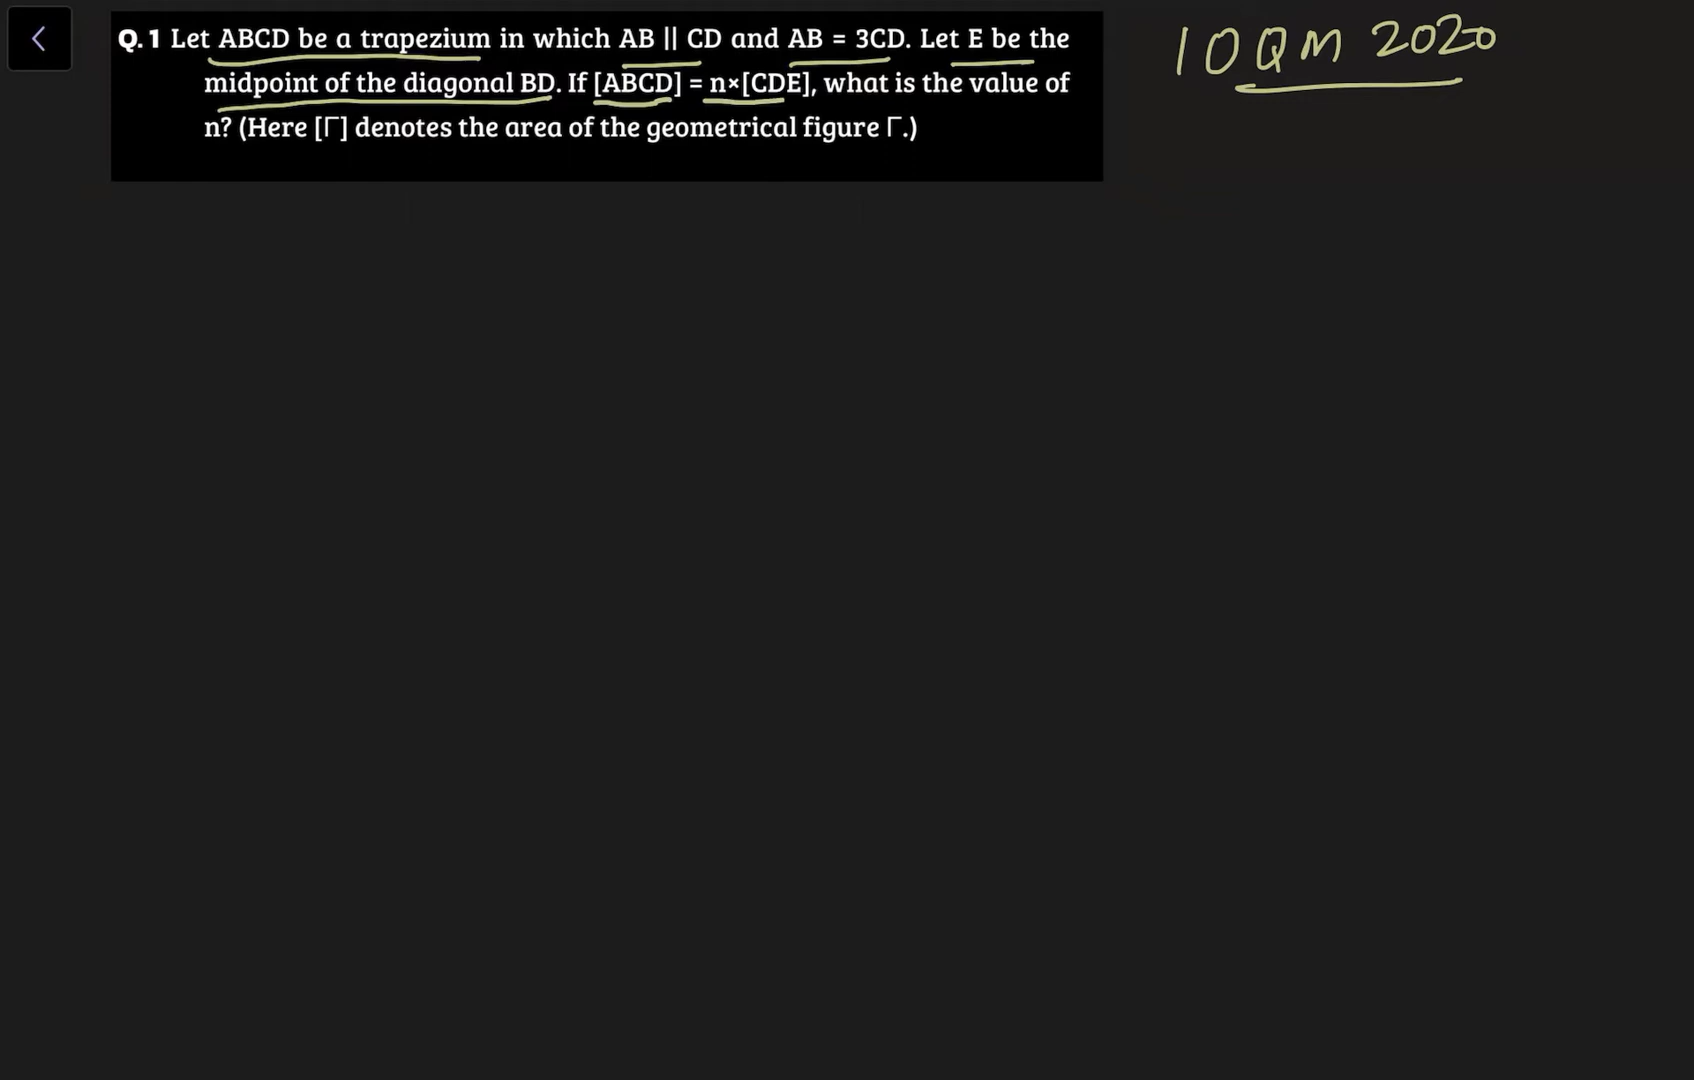 Q. 1 Let ABCD be a trapezium in which AB || CD and AB = 3CD. Let E be the
midpoint of the diagonal BD. If [ABCD] = n×[CDE], what is the value of
n? (Here [Γ] denotes the area of the geometrical figure Γ.)
IOQM 2020